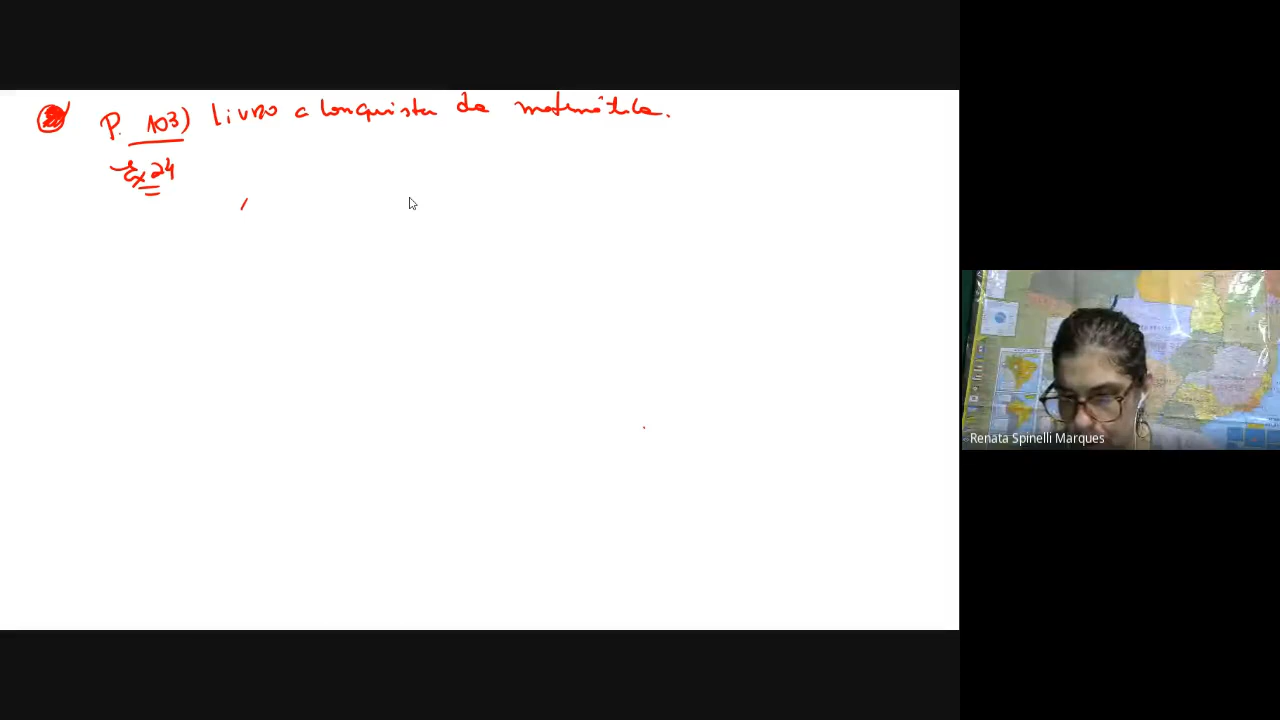 P. 103) Livro a Conquista da matemática.
Ex 24
Renata Spinelli Marques